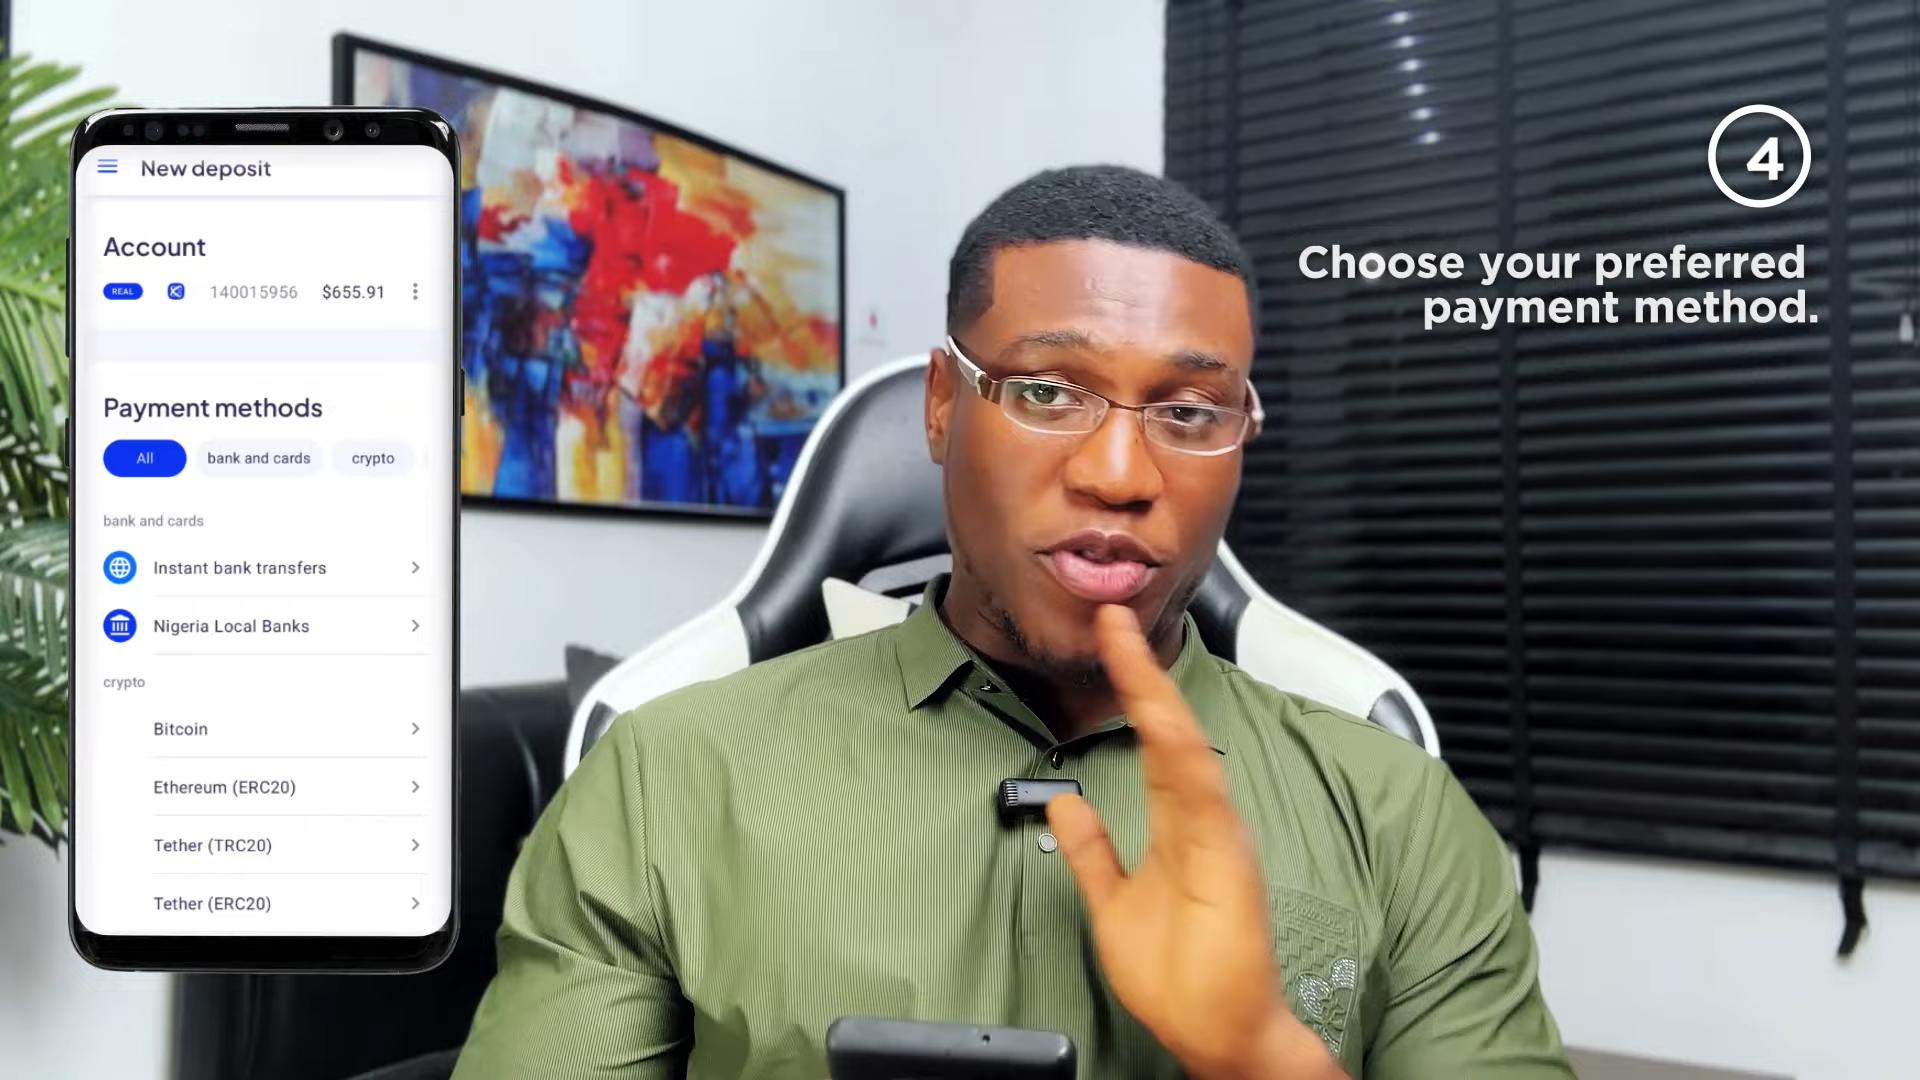 New deposit
Account
REAL 140015956 $655.91
Payment methods
All bank and cards crypto
bank and cards
Instant bank transfers
Nigeria Local Banks
crypto
Bitcoin
Ethereum (ERC20)
Tether (TRC20)
Tether (ERC20)
4
Choose your preferred
payment method.